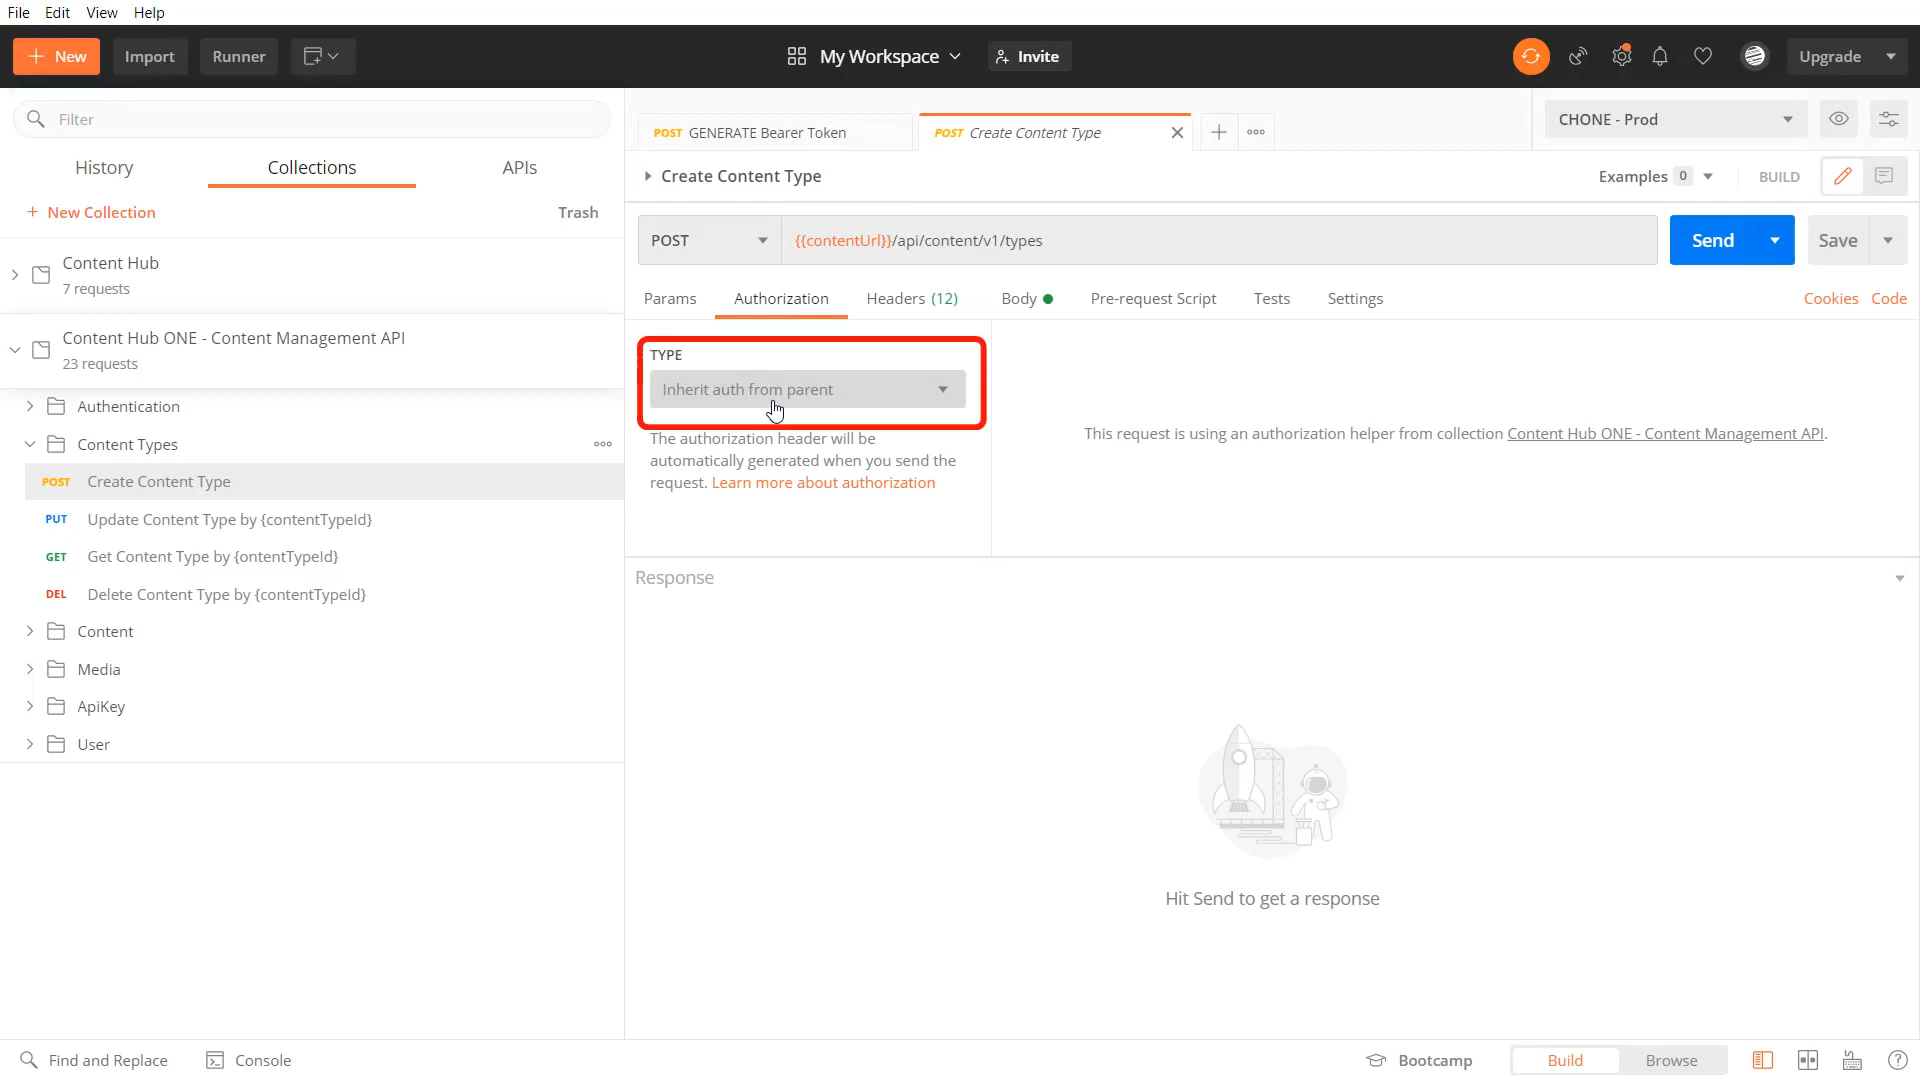 File Edit View Help
New Import Runner My Workspace Invite Upgrade
Filter
History Collections APIs
+ New Collection Trash
Content Hub
7 requests
Content Hub ONE - Content Management API
23 requests
Authentication
Content Types
POST Create Content Type
PUT Update Content Type by {contentTypeId}
GET Get Content Type by {ontentTypeId}
DEL Delete Content Type by {contentTypeId}
Content
Media
ApiKey
User
POST GENERATE Bearer Token POST Create Content Type CHONE - Prod
Create Content Type Examples 0 BUILD
POST {{contentUrl}}/api/content/v1/types Send Save
Params Authorization Headers (12) Body Pre-request Script Tests Settings Cookies Code
TYPE
Inherit auth from parent
The authorization header will be
automatically generated when you send the
request. Learn more about authorization
This request is using an authorization helper from collection Content Hub ONE - Content Management API.
Response
Hit Send to get a response
Find and Replace Console Bootcamp Build Browse